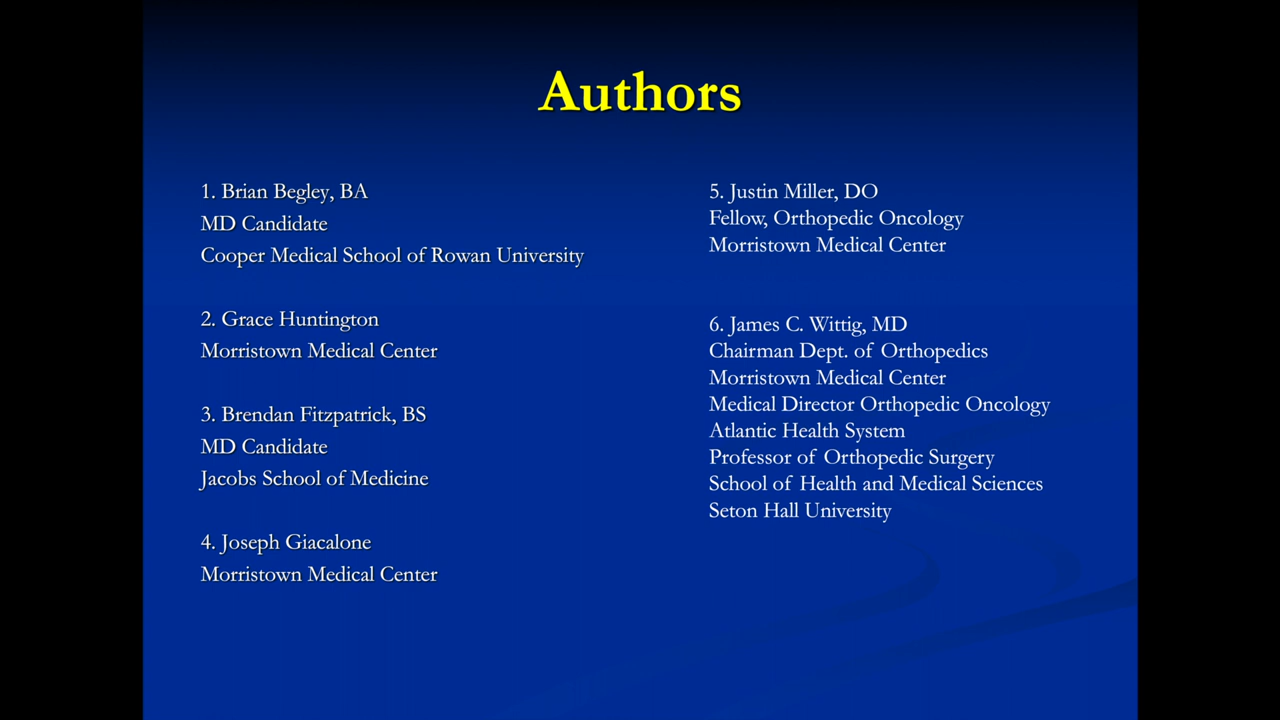 Authors
1. Brian Begley, BA
MD Candidate
Cooper Medical School of Rowan University
2. Grace Huntington
Morristown Medical Center
3. Brendan Fitzpatrick, BS
MD Candidate
Jacobs School of Medicine
4. Joseph Giacalone
Morristown Medical Center
5. Justin Miller, DO
Fellow, Orthopedic Oncology
Morristown Medical Center
6. James C. Wittig, MD
Chairman Dept. of Orthopedics
Morristown Medical Center
Medical Director Orthopedic Oncology
Atlantic Health System
Professor of Orthopedic Surgery
School of Health and Medical Sciences
Seton Hall University